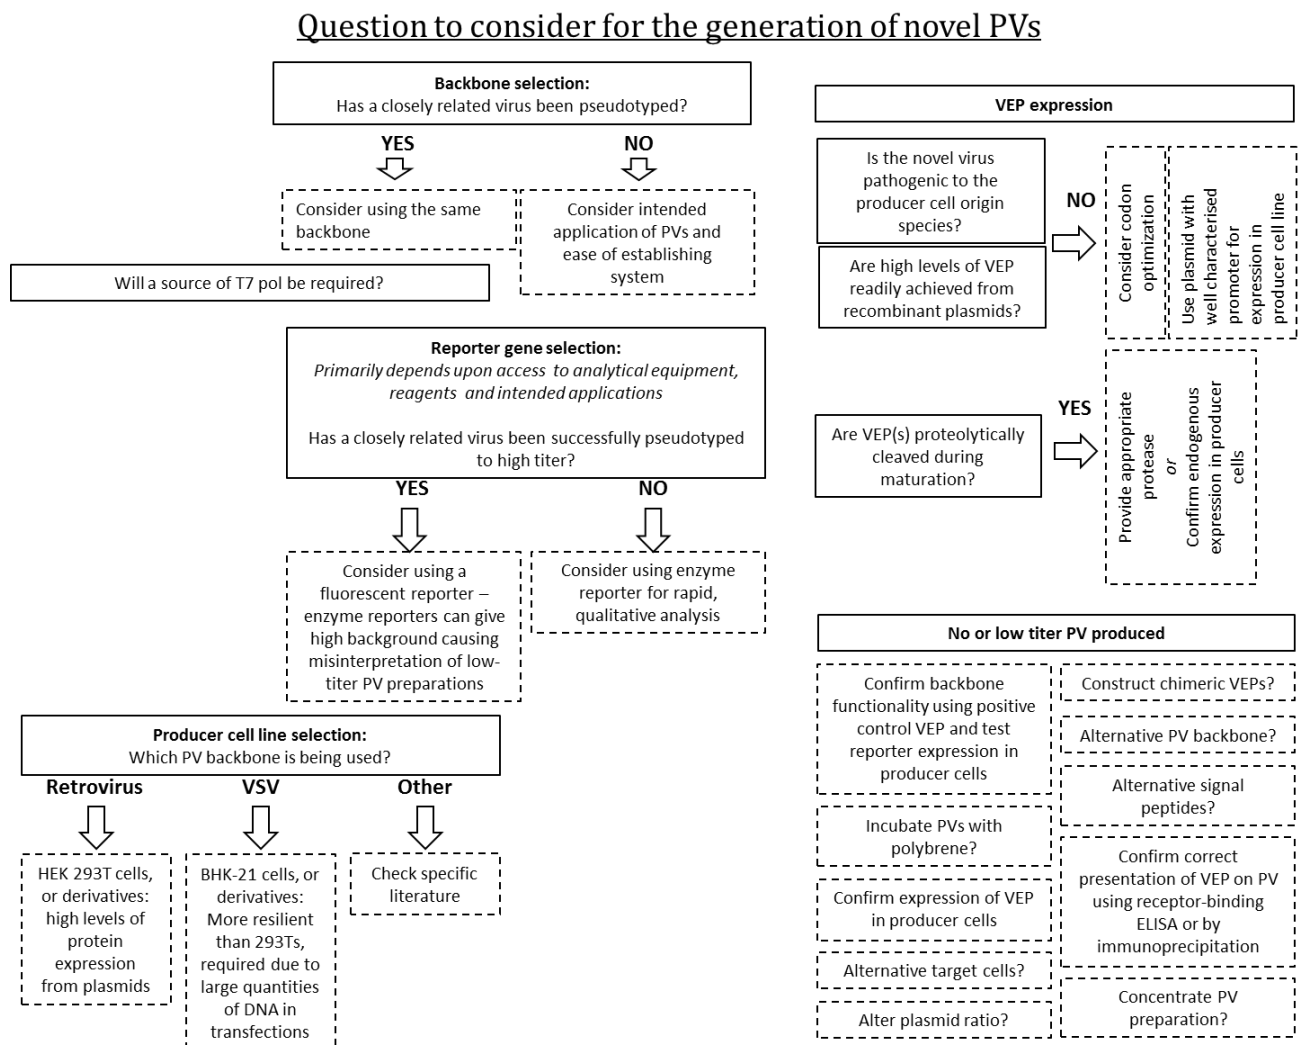 Question to consider for the generation of novel PVs
Backbone selection:
Has a closely related virus been pseudotyped?
YES
NO
Consider using the same
backbone
Consider intended
application of PVs and
ease of establishing
system
Will a source of T7 pol be required?
Reporter gene selection:
Primarily depends upon access to analytical equipment,
reagents and intended applications
Has a closely related virus been successfully pseudotyped
to high titer?
YES
NO
Consider using a
fluorescent reporter –
enzyme reporters can give
high background causing
misinterpretation of low-
titer PV preparations
Consider using enzyme
reporter for rapid,
qualitative analysis
Producer cell line selection:
Which PV backbone is being used?
Retrovirus
VSV
Other
HEK 293T cells,
or derivatives:
high levels of
protein
expression
from plasmids
BHK-21 cells, or
derivatives:
More resilient
than 293Ts,
required due to
large quantities
of DNA in
transfections
Check specific
literature
VEP expression
Is the novel virus
pathogenic to the
producer cell origin
species?
Are high levels of VEP
readily achieved from
recombinant plasmids?
NO
Consider codon
optimization
Use plasmid with
well characterised
promoter for
expression in
producer cell line
Are VEP(s) proteolytically
cleaved during
maturation?
YES
Provide appropriate
protease
or
Confirm endogenous
expression in producer
cells
No or low titer PV produced
Confirm backbone
functionality using positive
control VEP and test
reporter expression in
producer cells
Incubate PVs with
polybrene?
Confirm expression of VEP
in producer cells
Alternative target cells?
Alter plasmid ratio?
Construct chimeric VEPs?
Alternative PV backbone?
Alternative signal
peptides?
Confirm correct
presentation of VEP on PV
using receptor-binding
ELISA or by
immunoprecipitation
Concentrate PV
preparation?